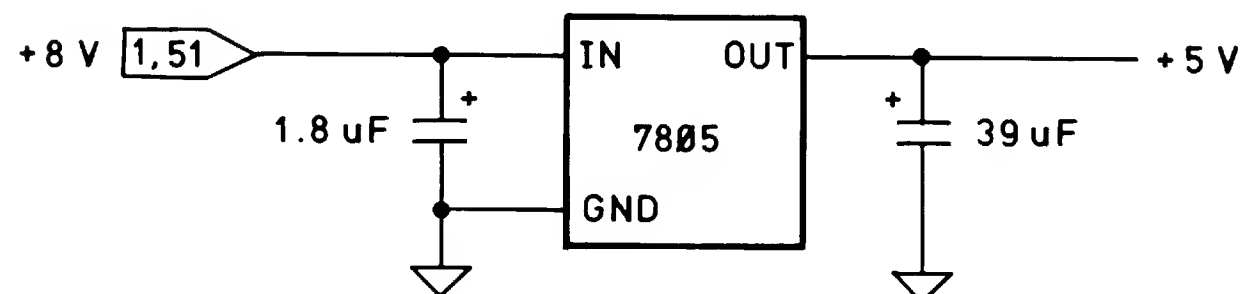 +8 V 1,51
IN OUT
+5 V
+
1.8 uF
7805
+
39 uF
GND